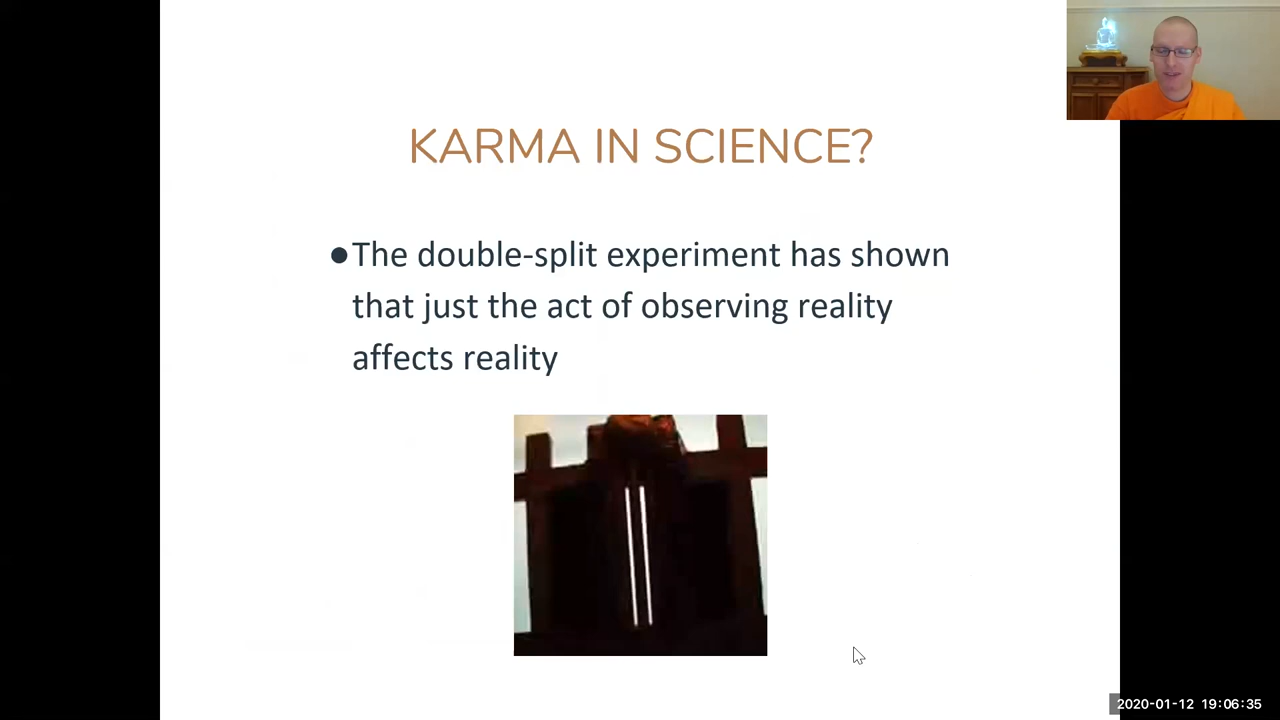 KARMA IN SCIENCE?
●The double-split experiment has shown
that just the act of observing reality
affects reality
2020-01-12 19:06:35